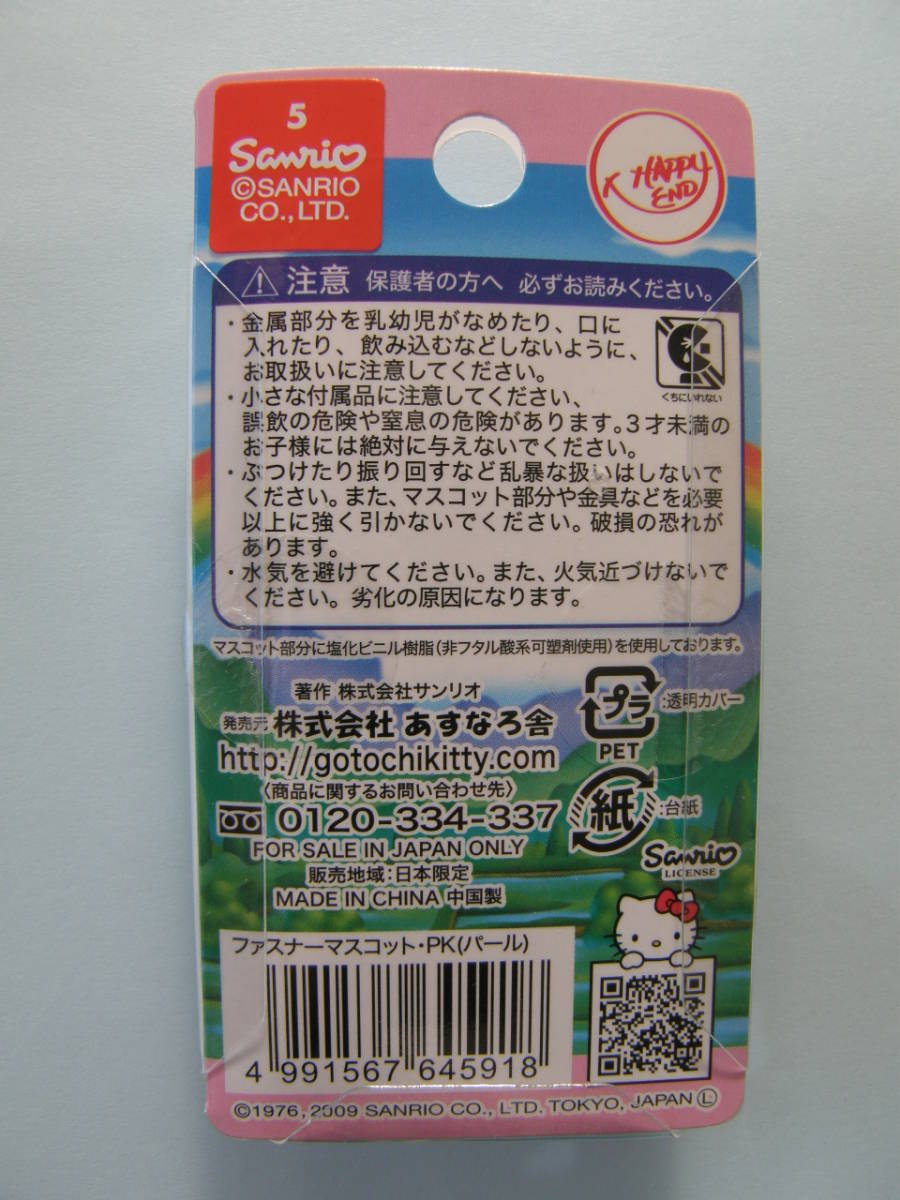 5
Sanrio
©SANRIO
CO., LTD.
HAPPY
END
注意 保護者の方へ 必ずお読みください。
・金属部分を乳幼児がなめたり、口に
入れたり、飲み込むなどしないように、
お取扱いに注意してください。
くちにいれない
・小さな付属品に注意してください、
誤飲の危険や窒息の危険があります。3才未満の
お子様には絶対に与えないでください。
・ぶつけたり振り回すなど乱暴な扱いはしないで
ください。また、マスコット部分や金具などを必要
以上に強く引かないでください。破損の恐れが
あります。
・水気を避けてください。また、火気近づけないで
ください。劣化の原因になります。
マスコット部分に塩化ビニル樹脂(非フタル酸系可塑剤使用)を使用しております。
著作 株式会社サンリオ
発売元 株式会社 あすなろ舎
http://gotochikitty.com
〈商品に関するお問い合わせ先〉
0120-334-337
FOR SALE IN JAPAN ONLY
販売地域:日本限定
MADE IN CHINA 中国製
プラ :透明カバー
PET
紙 :台紙
Sanrio
LICENSE
ファスナーマスコット・PK(パール)
4 991567 645918
©1976, 2009 SANRIO CO., LTD. TOKYO, JAPAN Ⓛ